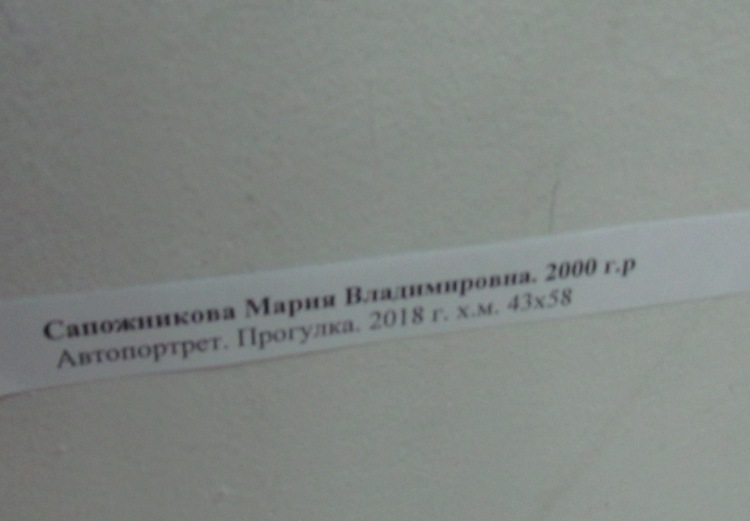 Сапожникова Мария Владимировна. 2000 г.р
Автопортрет. Прогулка. 2018 г. х.м. 43х58